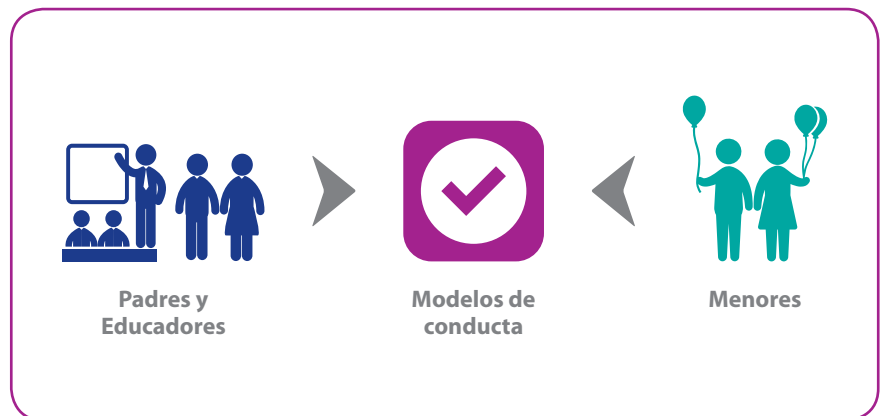 Padres y
Educadores
Modelos de
conducta
Menores